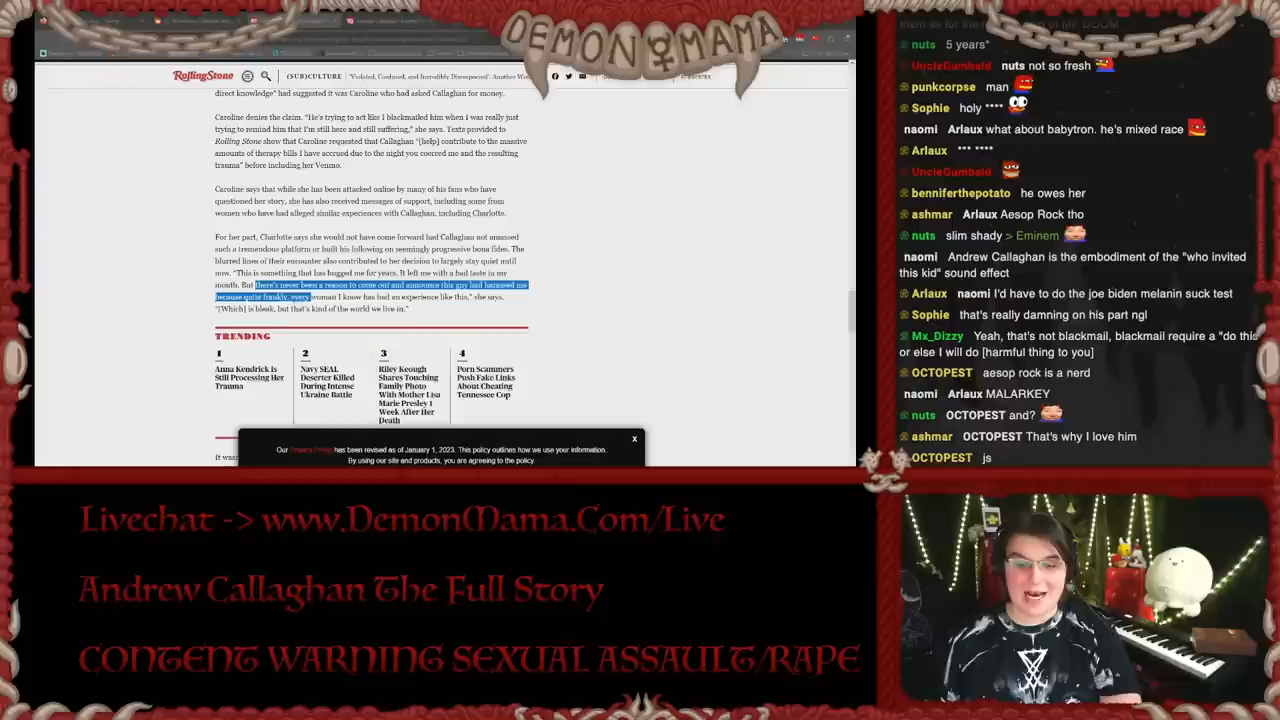 DEMON MAMA
RollingStone
(SUB)CULTURE
'Violated, Confused, and Incredibly Disrespected': Another Wo
direct knowledge" had suggested it was Caroline who had asked Callaghan for money.
Caroline denies the claim. "He's trying to act like I blackmailed him when I was really just
trying to remind him that I'm still here and still suffering," she says. Texts provided to
Rolling Stone show that Caroline requested that Callaghan "[help] contribute to the massive
amounts of therapy bills I have accrued due to the night you coerced me and the resulting
trauma" before including her Venmo.
Caroline says that while she has been attacked online by many of his fans who have
questioned her story, she has also received messages of support, including some from
women who have had alleged similar experiences with Callaghan, including Charlotte.
For her part, Charlotte says she would not have come forward had Callaghan not amassed
such a tremendous platform or built his following on seemingly progressive bona fides. The
blurred lines of their encounter also contributed to her decision to largely stay quiet until
now. "This is something that has bugged me for years. It left me with a bad taste in my
mouth. But there's never been a reason to come out and announce this guy had harassed me
because quite frankly, every woman I know has had an experience like this," she says.
"[Which] is bleak, but that's kind of the world we live in."
TRENDING
1
Anna Kendrick Is
Still Processing Her
Trauma
2
Navy SEAL
Deserter Killed
During Intense
Ukraine Battle
3
Riley Keough
Shares Touching
Family Photo
With Mother Lisa
Marie Presley 1
Week After Her
Death
4
Porn Scammers
Push Fake Links
About Cheating
Tennessee Cop
x
Our Privacy Policy has been revised as of January 1, 2023. This policy outlines how we use your information.
By using our site and products, you are agreeing to the policy.
It was
nuts 5 years*
UncleGumbald nuts not so fresh
punkcorpse man
Sophie holy ****
naomi Arlaux what about babytron. he's mixed race
Arlaux *** ****
UncleGumbald
benniferthepotato he owes her
ashmar Arlaux Aesop Rock tho
nuts slim shady > Eminem
naomi Andrew Callaghan is the embodiment of the "who invited
this kid" sound effect
Arlaux naomi I'd have to do the joe biden melanin suck test
Sophie that's really damning on his part ngl
Mx_Dizzy Yeah, that's not blackmail, blackmail require a "do this
or else I will do [harmful thing to you]
OCTOPEST aesop rock is a nerd
naomi Arlaux MALARKEY
nuts OCTOPEST and?
ashmar OCTOPEST That's why I love him
OCTOPEST js
Livechat -> www.DemonMama.Com/Live
Andrew Callaghan The Full Story
CONTENT WARNING SEXUAL ASSAULT/RAPE